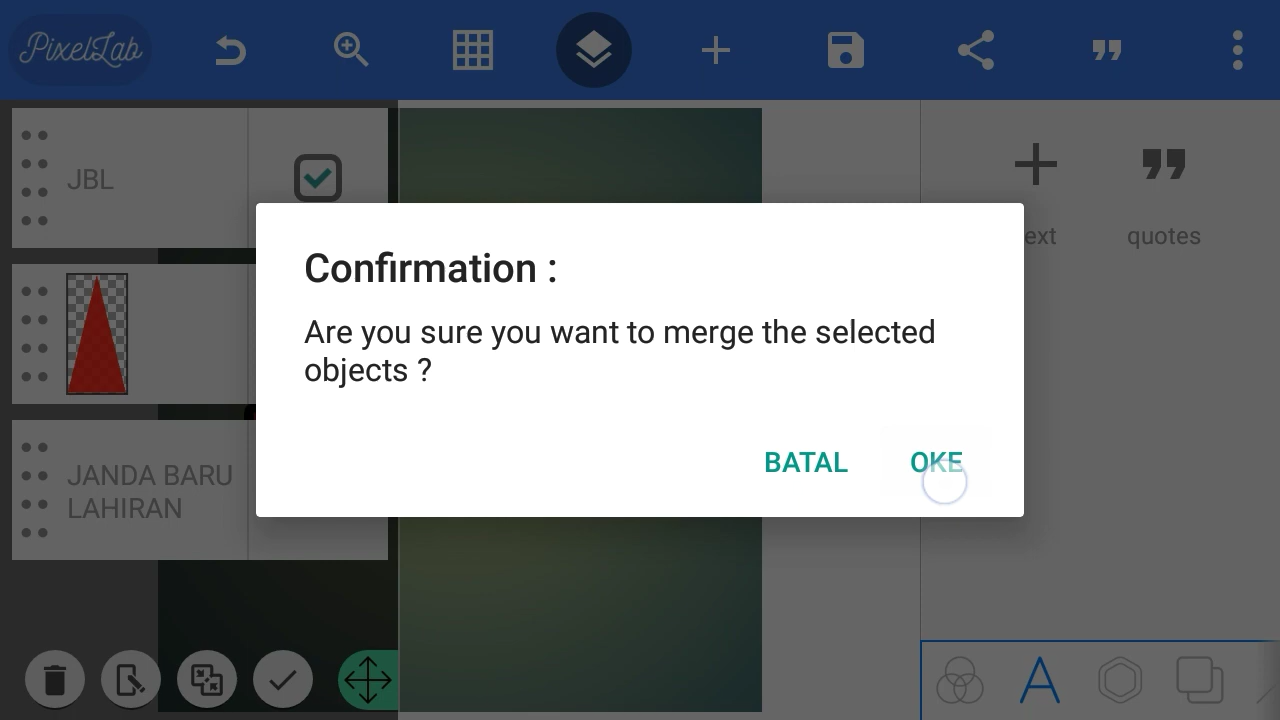 PixelLab
JBL
Confirmation :
Are you sure you want to merge the selected
objects ?
ext
quotes
JANDA BARU
LAHIRAN
BATAL
OKE